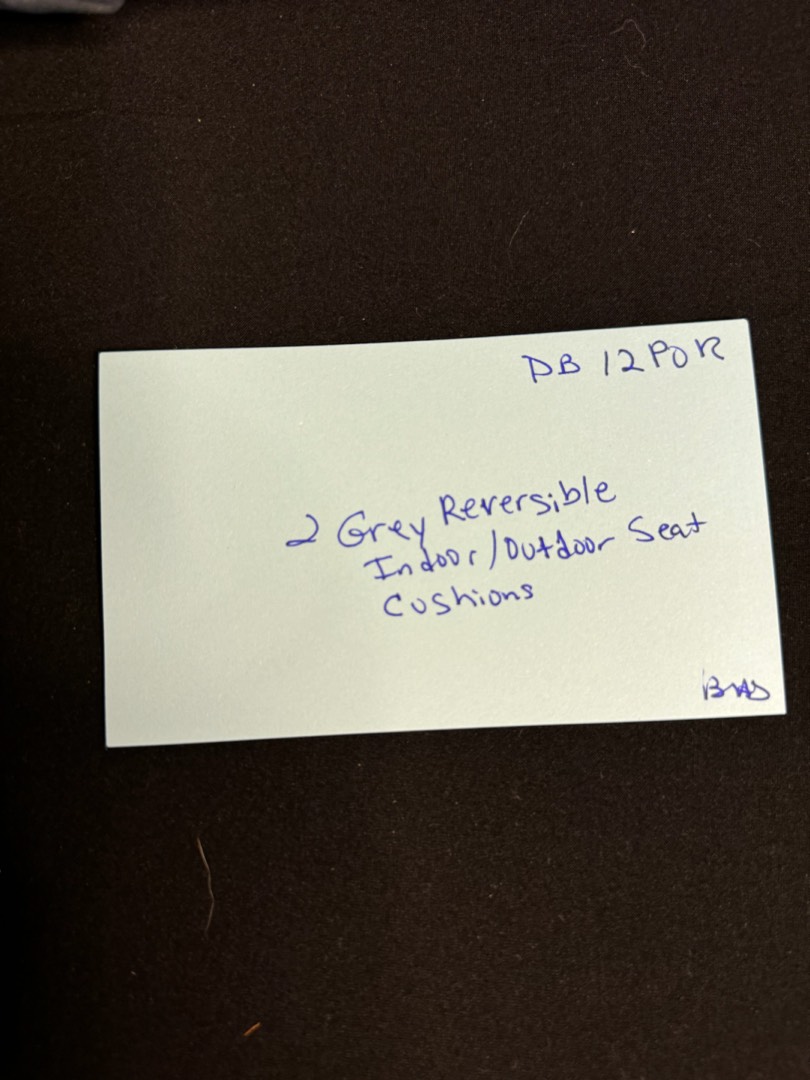 DB 12POR
2 Grey Reversible
Indoor/Outdoor Seat
Cushions